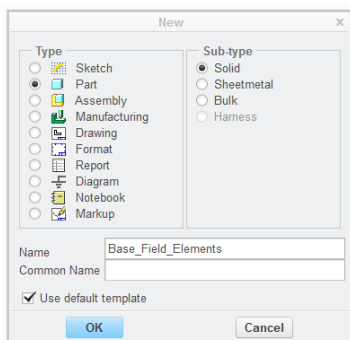 New
Type
Sketch
Part
Assembly
Manufacturing
Drawing
Format
Report
Diagram
Notebook
Markup
Sub-type
Solid
Sheetmetal
Bulk
Harness
Name Base_Field_Elements
Common Name
Use default template
OK Cancel